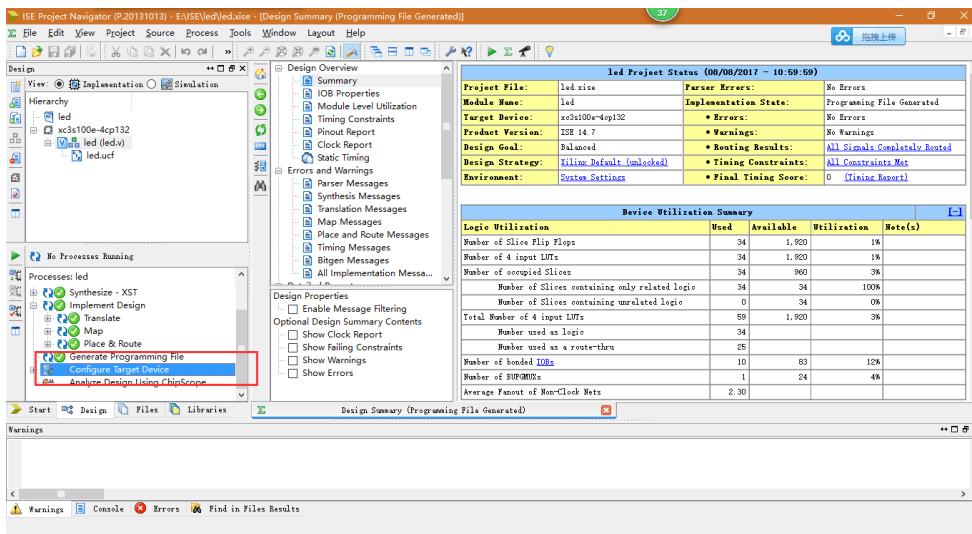 ISE Project Navigator (P.20131013) - E:\ISE\led\led.xise - [Design Summary (Programming File Generated)]
37
File Edit View Project Source Process Tools Window Layout Help
拖拽上传
Design
View: Implementation Simulation
Hierarchy
led
xc3s100e-4cp132
led (led.v)
led.ucf
No Processes Running
Processes: led
Synthesize - XST
Implement Design
Translate
Map
Place & Route
Generate Programming File
Configure Target Device
Analyze Design Using ChipScope
Start Design Files Libraries
Design Overview
Summary
IOB Properties
Module Level Utilization
Timing Constraints
Pinout Report
Clock Report
Static Timing
Errors and Warnings
Parser Messages
Synthesis Messages
Translation Messages
Map Messages
Place and Route Messages
Timing Messages
Bitgen Messages
All Implementation Messa...
Design Properties
Enable Message Filtering
Optional Design Summary Contents
Show Clock Report
Show Failing Constraints
Show Warnings
Show Errors
led Project Status (08/08/2017 - 10:59:59)
Project File: led.xise Parser Errors: No Errors
Module Name: led Implementation State: Programming File Generated
Target Device: xc3s100e-4cp132 • Errors: No Errors
Product Version: ISE 14.7 • Warnings: No Warnings
Design Goal: Balanced • Routing Results: All Signals Completely Routed
Design Strategy: Xilinx Default (unlocked) • Timing Constraints: All Constraints Met
Environment: System Settings • Final Timing Score: 0 (Timing Report)
Device Utilization Summary [-]
Logic Utilization Used Available Utilization Note(s)
Number of Slice Flip Flops 34 1,920 1%
Number of 4 input LUTs 34 1,920 1%
Number of occupied Slices 34 960 3%
Number of Slices containing only related logic 34 34 100%
Number of Slices containing unrelated logic 0 34 0%
Total Number of 4 input LUTs 59 1,920 3%
Number used as logic 34
Number used as a route-thru 25
Number of bonded IOBs 10 83 12%
Number of BUFGMUXs 1 24 4%
Average Fanout of Non-Clock Nets 2.30
Design Summary (Programming File Generated)
Warnings
Warnings Console Errors Find in Files Results